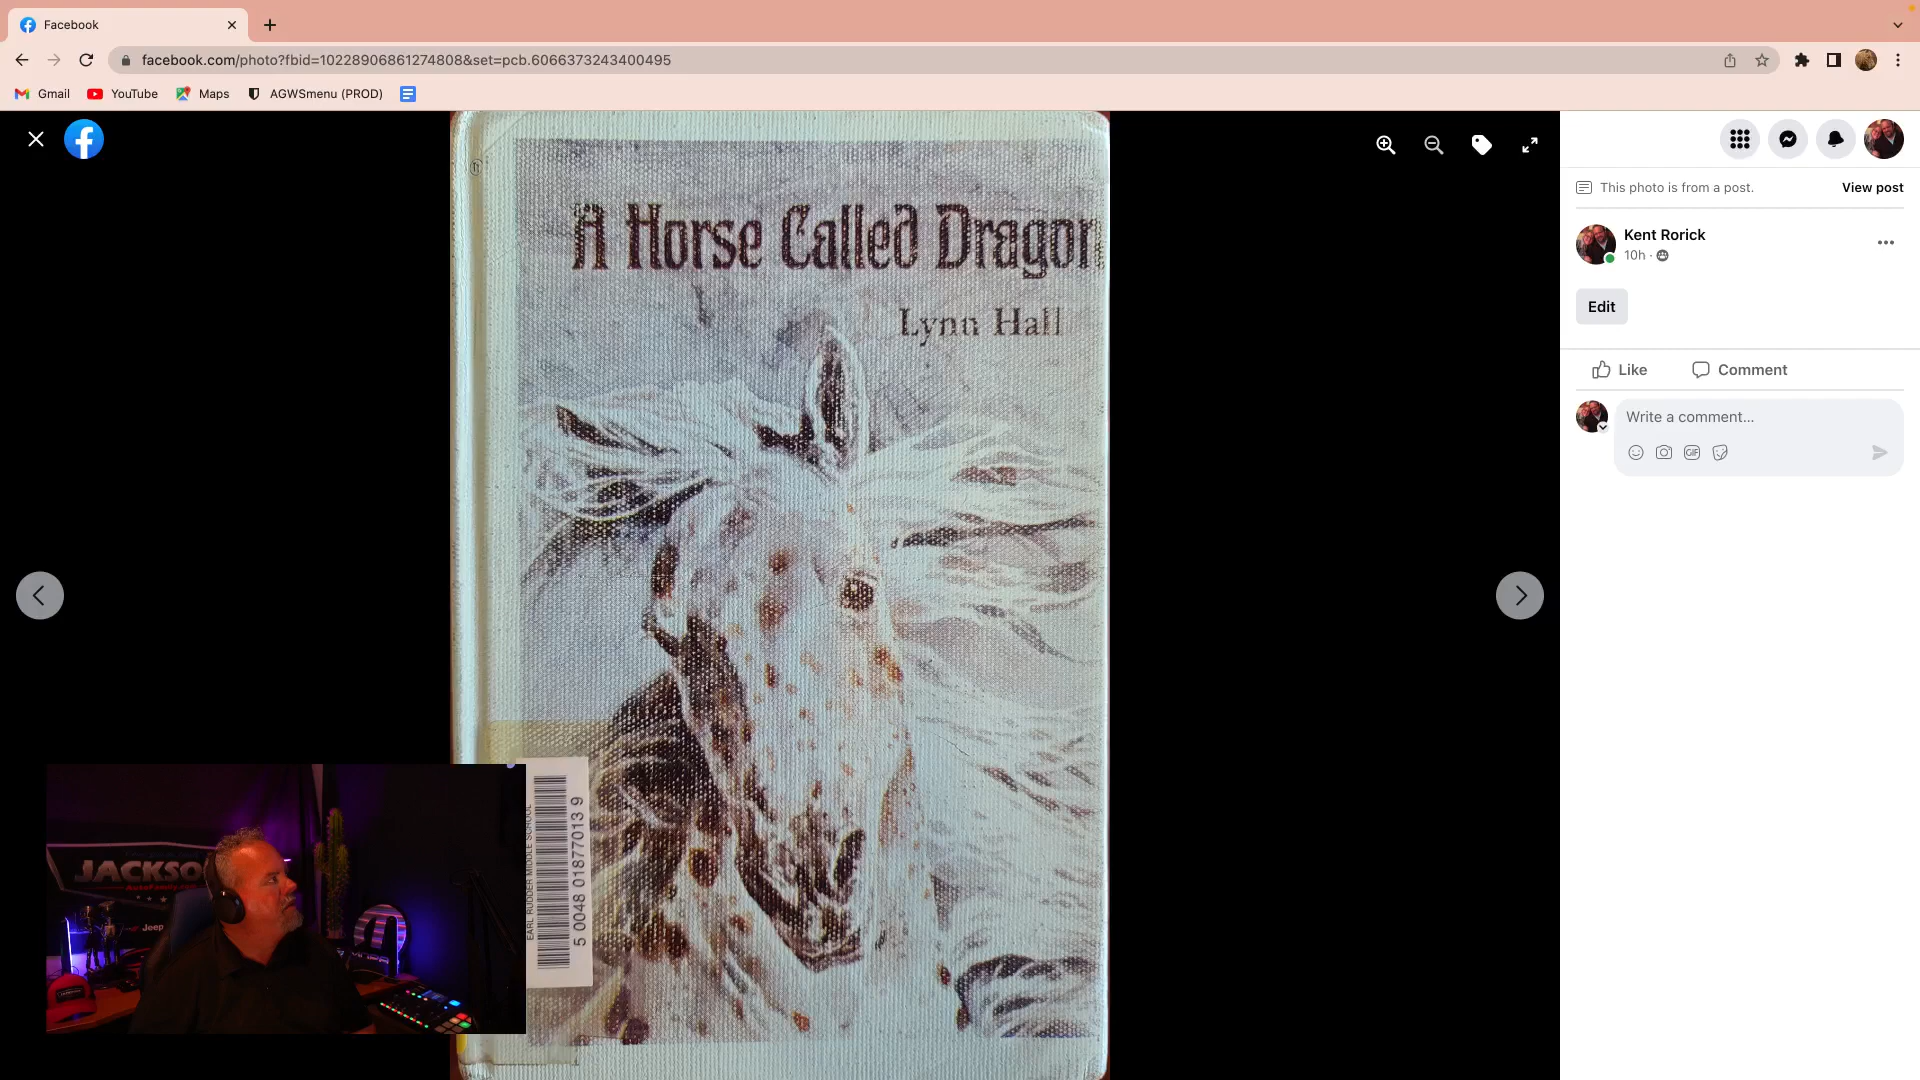 Facebook
facebook.com/photo?fbid=10228906861274808&set=pcb.6066373243400495
Gmail
YouTube
Maps
AGWSmenu (PROD)
A Horse Called Dragon
Lynn Hall
EARL RUDDER MIDDLE SCHOOL
5 0048 01877013 9
JACKSO
Jeep
This photo is from a post.
View post
Kent Rorick
10h ·
Edit
Like
Comment
Write a comment...
GIF